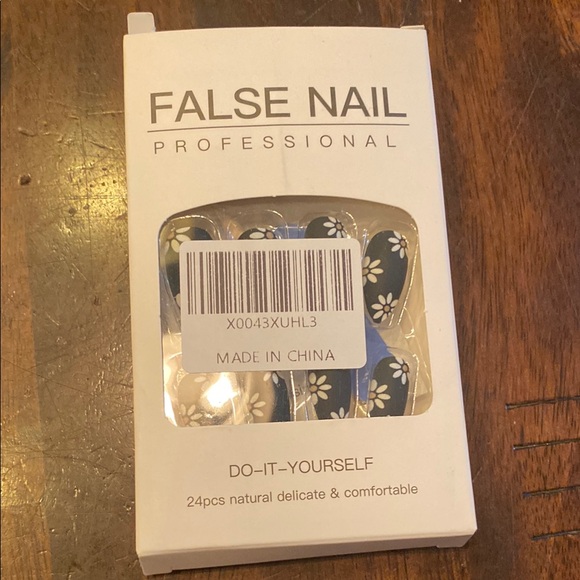 FALSE NAIL
PROFESSIONAL
X0043XUHL3
MADE IN CHINA
DO-IT-YOURSELF
24pcs natural delicate & comfortable